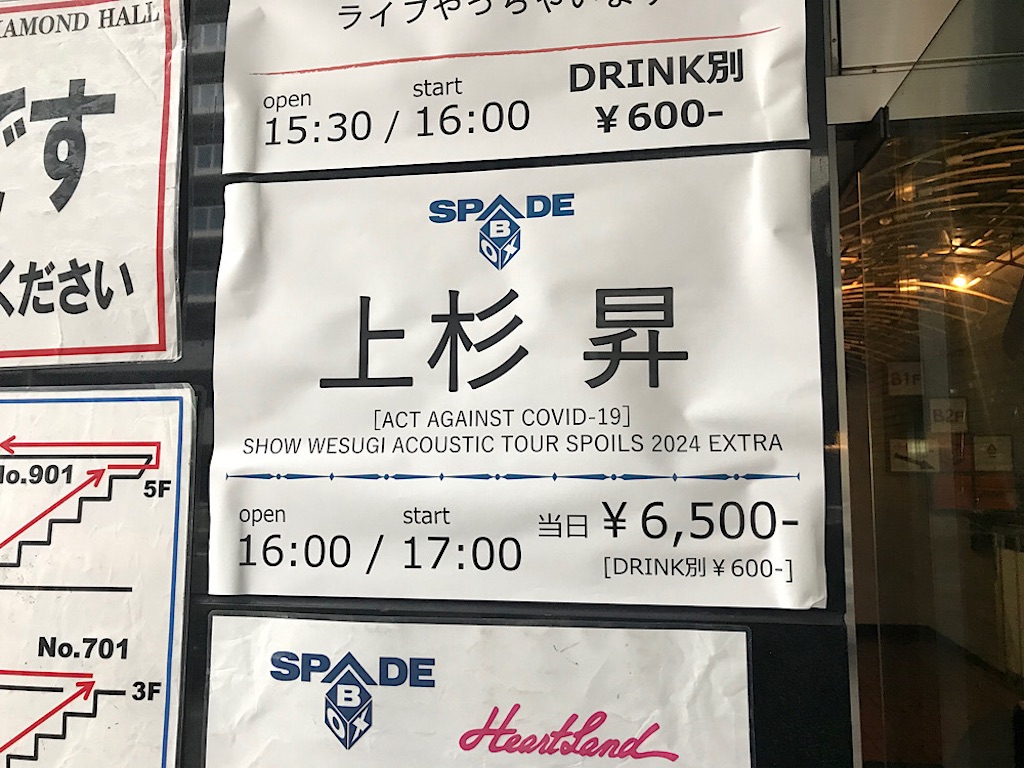 DIAMOND HALL
です
ください
No.901
5F
No.701
3F
ライブやっちゃいます
open
start
DRINK別
15:30 / 16:00
¥600-
SPADE
BOX
上杉 昇
[ACT AGAINST COVID-19]
SHOW WESUGI ACOUSTIC TOUR SPOILS 2024 EXTRA
open
start
当日 ¥6,500-
16:00 / 17:00
[DRINK別¥600-]
SPADE
BOX
HeartLand
B1F
B2F